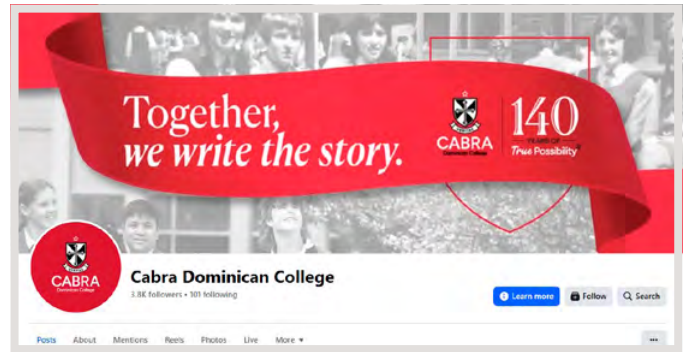 Together,
we write the story.
CABRA
Dominican College
140
YEARS OF
True Possibility
CABRA
Dominican College
Cabra Dominican College
3.8K followers • 101 following
Learn more
Follow
Search
Posts About Mentions Reels Photos Live More